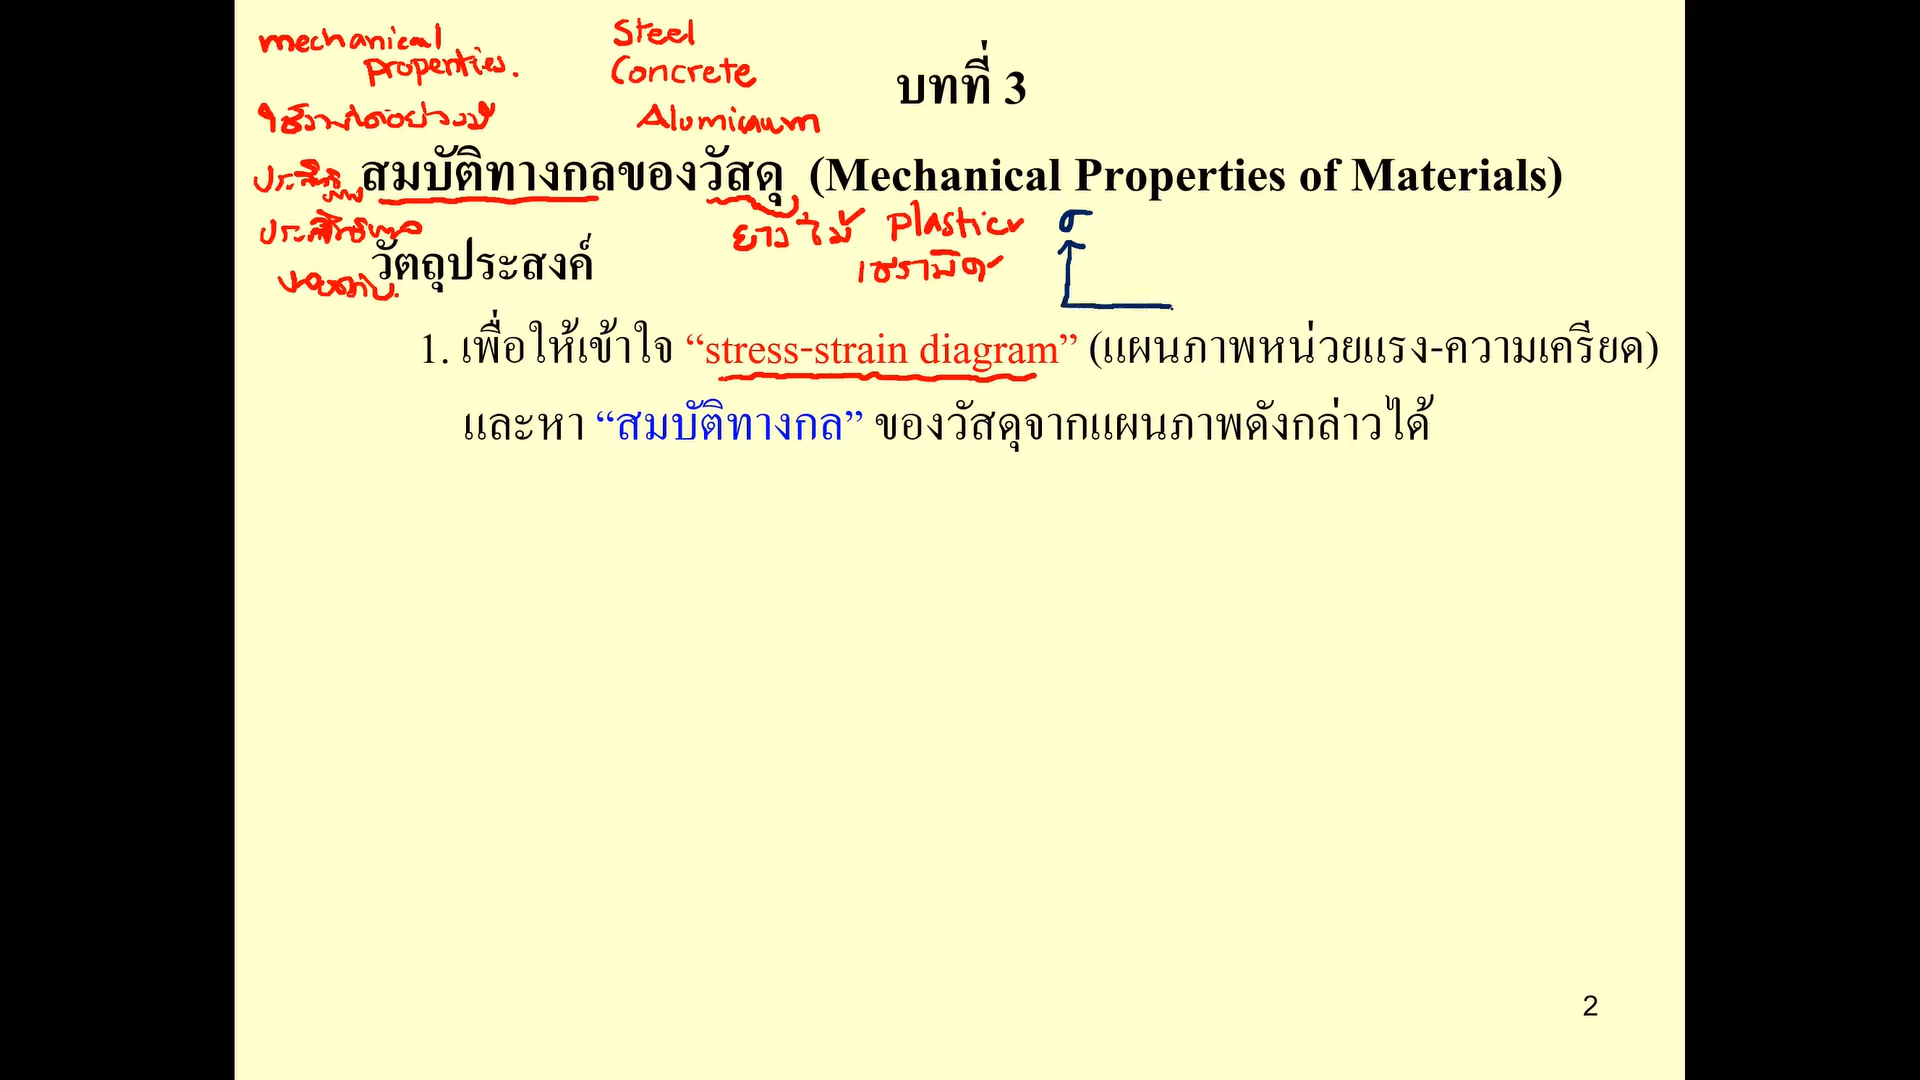 mechanical
properties.
Steel
Concrete
Aluminum
บทที่ 3
สมบัติทางกลของวัสดุ (Mechanical Properties of Materials)
ยาง ไม้ Plastic
เซรามิค
σ
วัตถุประสงค์
1. เพื่อให้เข้าใจ “stress-strain diagram” (แผนภาพหน่วยแรง-ความเครียด)
และหา “สมบัติทางกล” ของวัสดุจากแผนภาพดังกล่าวได้
2